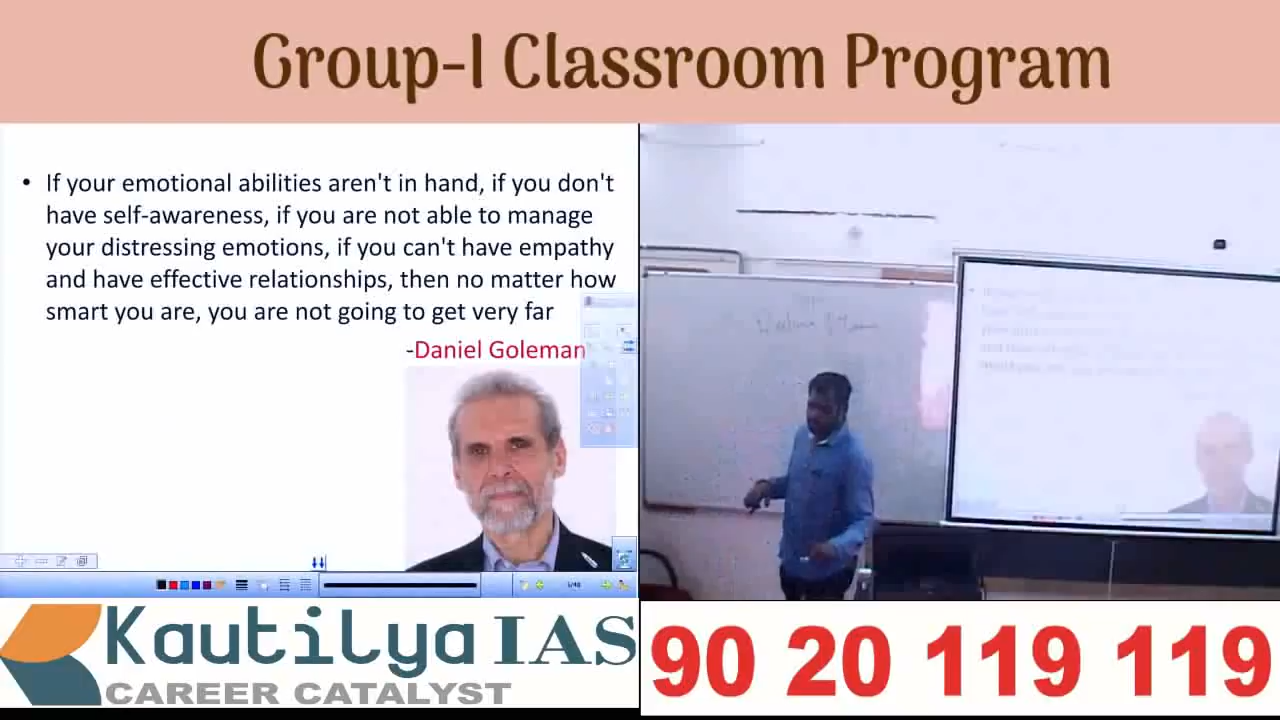 Group-I Classroom Program
• If your emotional abilities aren't in hand, if you don't
have self-awareness, if you are not able to manage
your distressing emotions, if you can't have empathy
and have effective relationships, then no matter how
smart you are, you are not going to get very far
-Daniel Goleman
Kautilya IAS
CAREER CATALYST
90 20 119 119